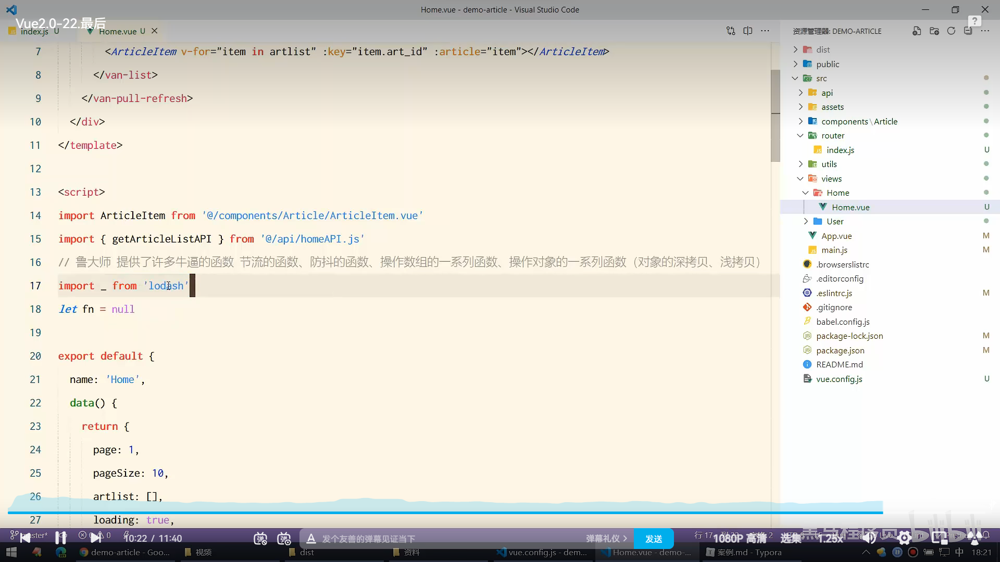 Home.vue - demo-article - Visual Studio Code
Vue2.0-22.最后
index.js U
Home.vue U
资源管理器: DEMO-ARTICLE
7 <ArticleItem v-for="item in artlist" :key="item.art_id" :article="item"></ArticleItem>
8 </van-list>
9 </van-pull-refresh>
10 </div>
11 </template>
12
13 <script>
14 import ArticleItem from '@/components/Article/ArticleItem.vue'
15 import { getArticleListAPI } from '@/api/homeAPI.js'
16 // 鲁大师 提供了许多牛逼的函数 节流的函数、防抖的函数、操作数组的一系列函数、操作对象的一系列函数（对象的深拷贝、浅拷贝）
17 import _ from 'lodash'
18 let fn = null
19
20 export default {
21 name: 'Home',
22 data() {
23 return {
24 page: 1,
25 pageSize: 10,
26 artlist: [],
27 loading: true,
dist
public
src
api
assets
components\Article
router
index.js U
utils
views
Home
Home.vue U
User
App.vue M
main.js M
.browserslistrc
.editorconfig
.eslintrc.js M
.gitignore
babel.config.js
package-lock.json M
package.json M
README.md
vue.config.js U
10:22 / 11:40
发个友善的弹幕见证当下
弹幕礼仪 >
发送
1080P 高清
选集
1.25x
demo-article - Goo...
视频
dist
资料
vue.config.js - dem...
Home.vue - demo-...
案例.md - Typora
中
18:21